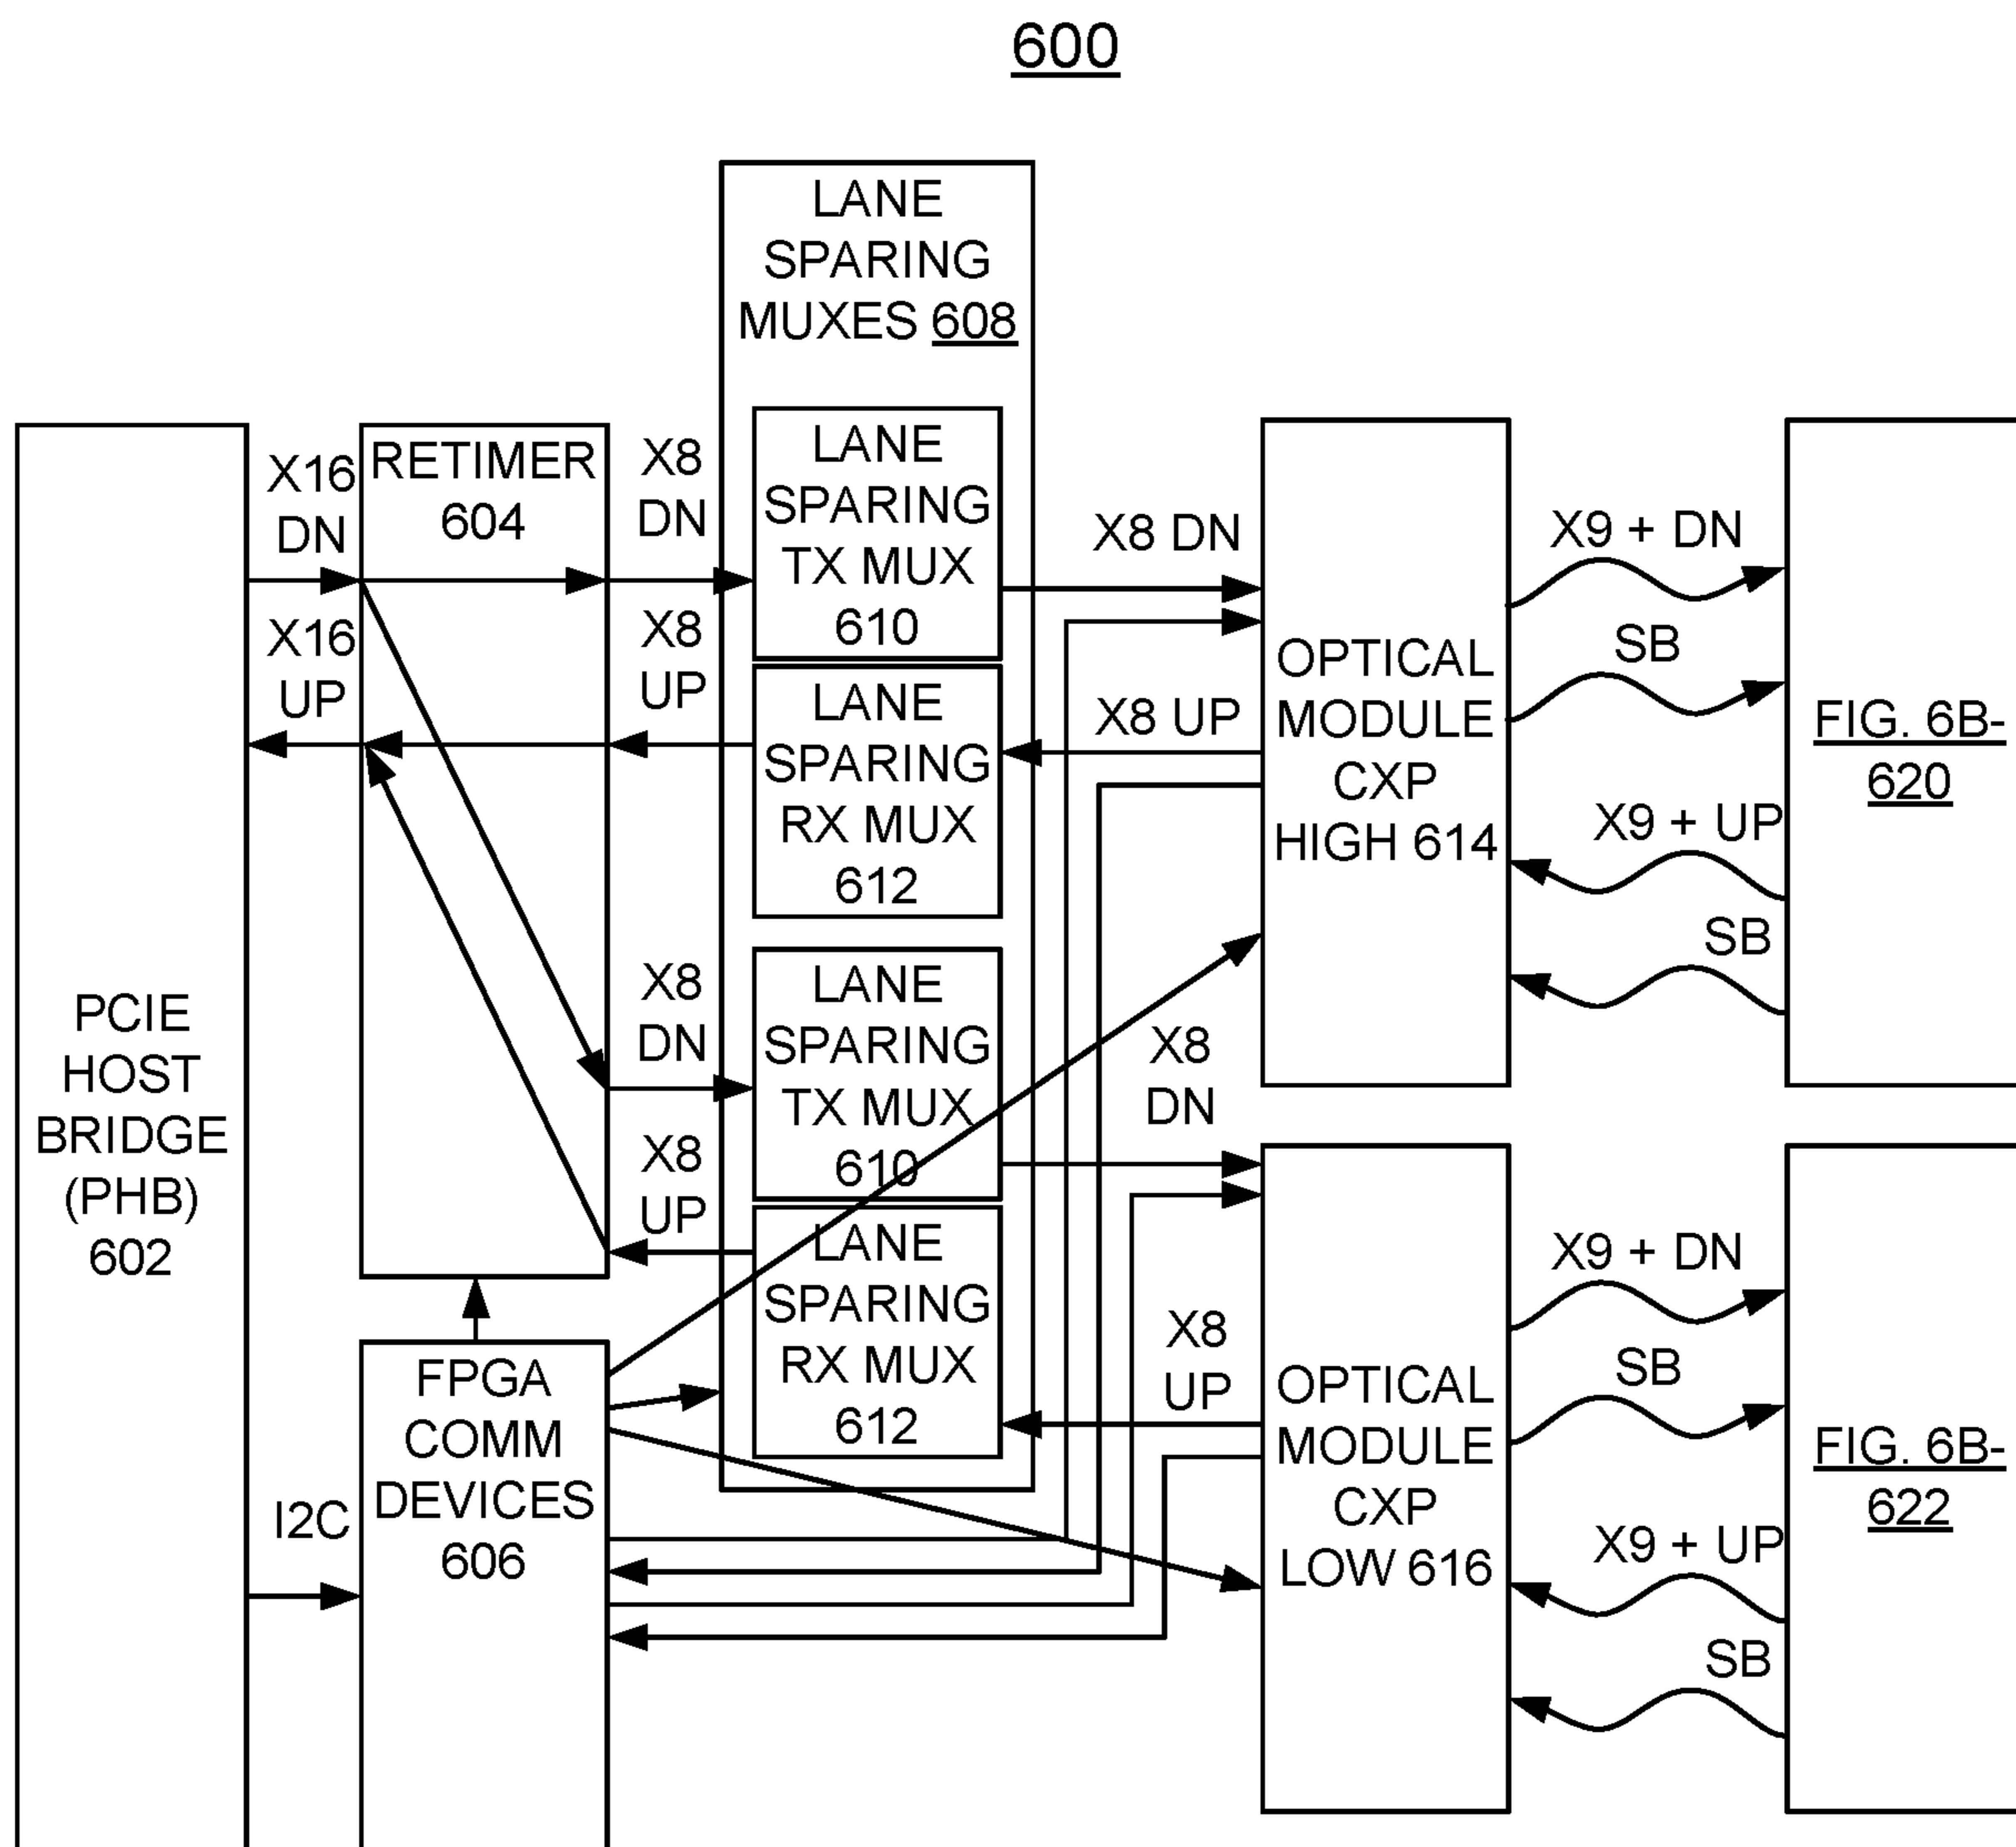 600
LANE
SPARING
MUXES 608
X16
DN
X16
UP
RETIMER
604
X8
DN
X8
UP
LANE
SPARING
TX MUX
610
LANE
SPARING
RX MUX
612
X8 DN
X8 UP
OPTICAL
MODULE
CXP
HIGH 614
X9 + DN
SB
X9 + UP
SB
FIG. 6B-
620
PCIE
HOST
BRIDGE
(PHB)
602
X8
DN
X8
UP
LANE
SPARING
TX MUX
610
LANE
SPARING
RX MUX
612
X8
DN
X8
UP
OPTICAL
MODULE
CXP
LOW 616
X9 + DN
SB
X9 + UP
SB
FIG. 6B-
622
I2C
FPGA
COMM
DEVICES
606